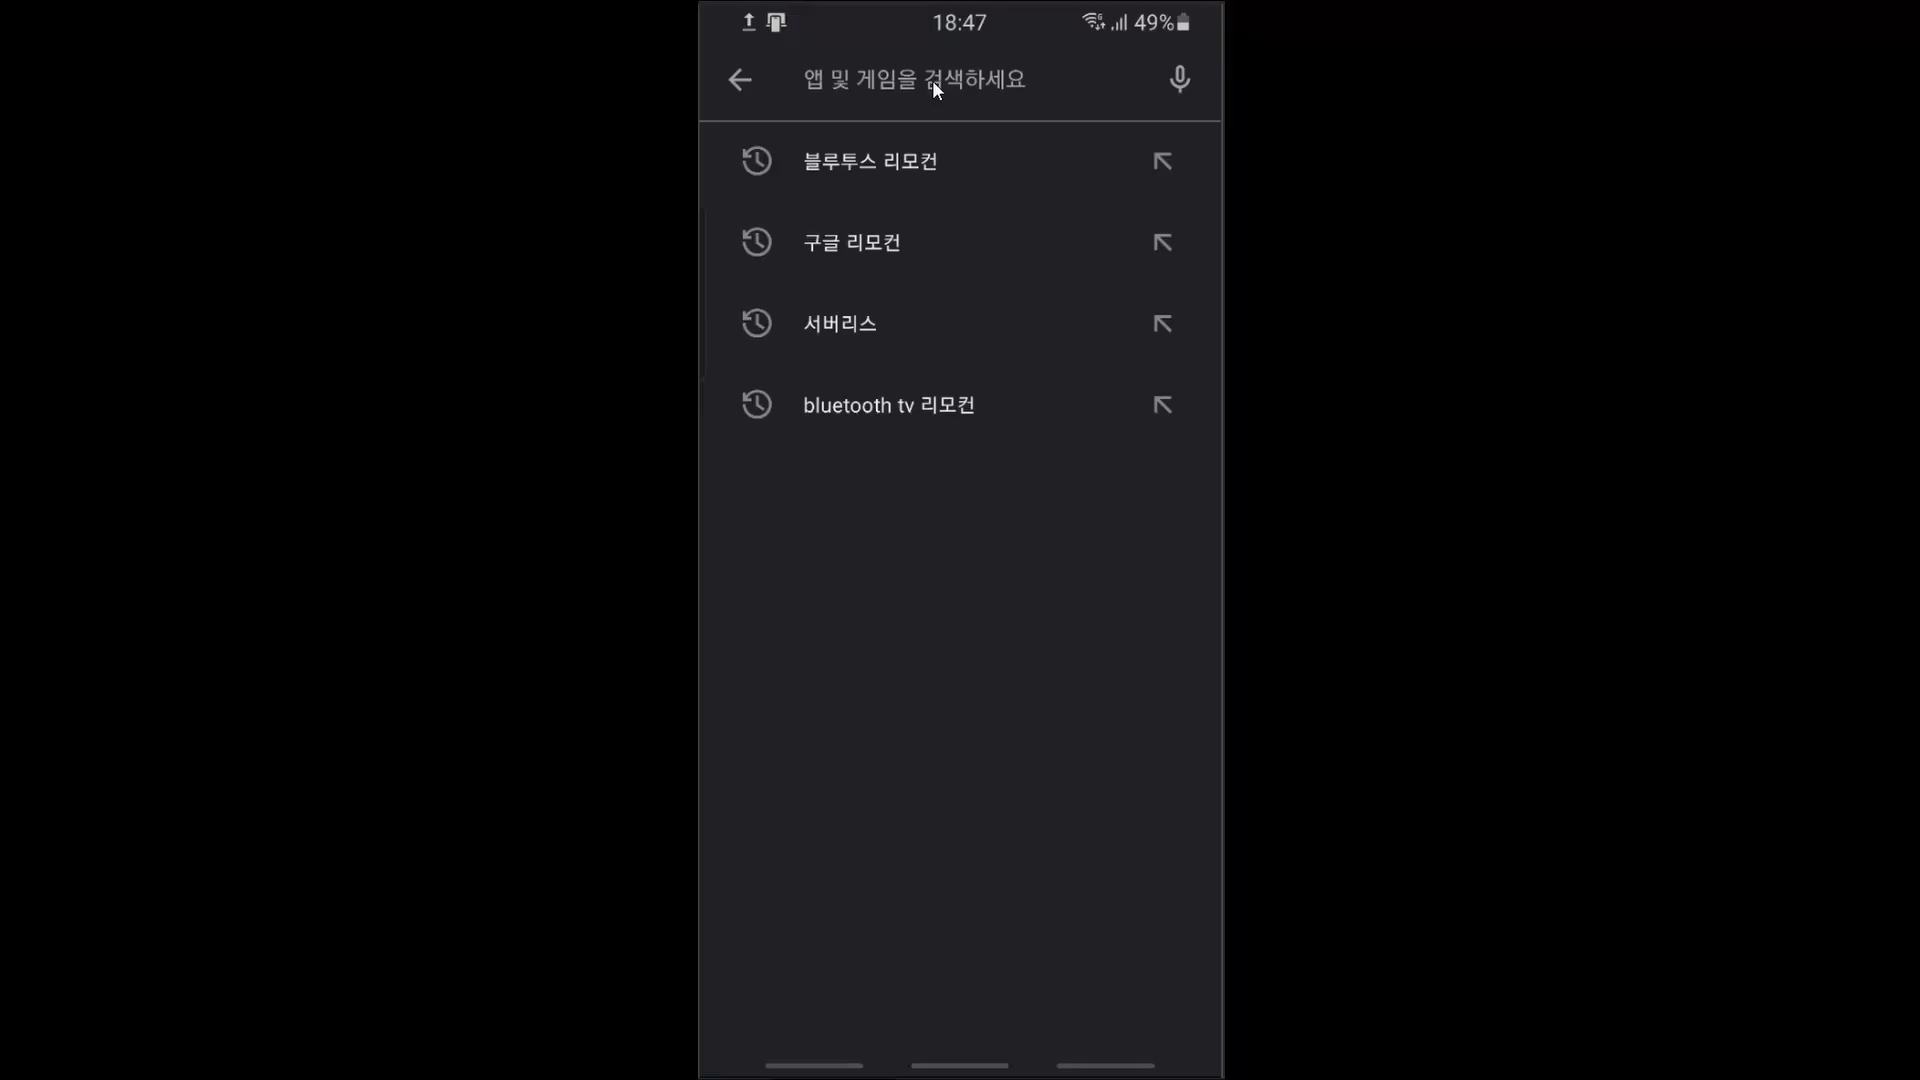 18:47
49%
앱 및 게임을 검색하세요
블루투스 리모컨
구글 리모컨
서버리스
bluetooth tv 리모컨